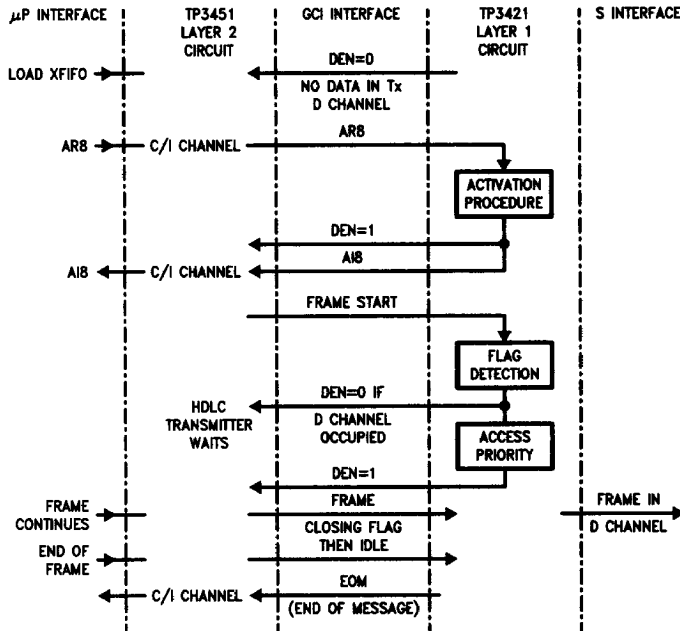 μP INTERFACE
TP3451
LAYER 2
CIRCUIT
GCI INTERFACE
TP3421
LAYER 1
CIRCUIT
S INTERFACE
LOAD XFIFO
DEN=0
NO DATA IN Tx
D CHANNEL
AR8
C/I CHANNEL
AR8
ACTIVATION
PROCEDURE
DEN=1
AI8
C/I CHANNEL
AI8
FRAME START
FLAG
DETECTION
HDLC
TRANSMITTER
WAITS
DEN=0 IF
D CHANNEL
OCCUPIED
ACCESS
PRIORITY
DEN=1
FRAME
CONTINUES
FRAME
FRAME IN
D CHANNEL
CLOSING FLAG
THEN IDLE
END OF
FRAME
C/I CHANNEL
EOM
(END OF MESSAGE)